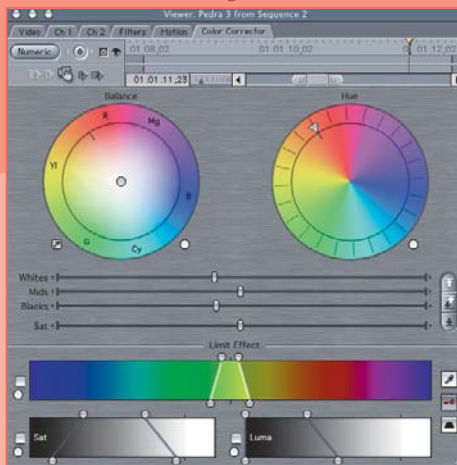 Viewer: Pedra 3 from Sequence 2
Video Ch 1 Ch 2 Filters Motion Color Corrector
Numeric
01:08;02 01:01:10;02 01:12;02
01:01:11;23
Balance Hue
R Mg
Yl B
G Cy
Whites
Mids
Blacks
Sat
Limit Effect
Sat Luma